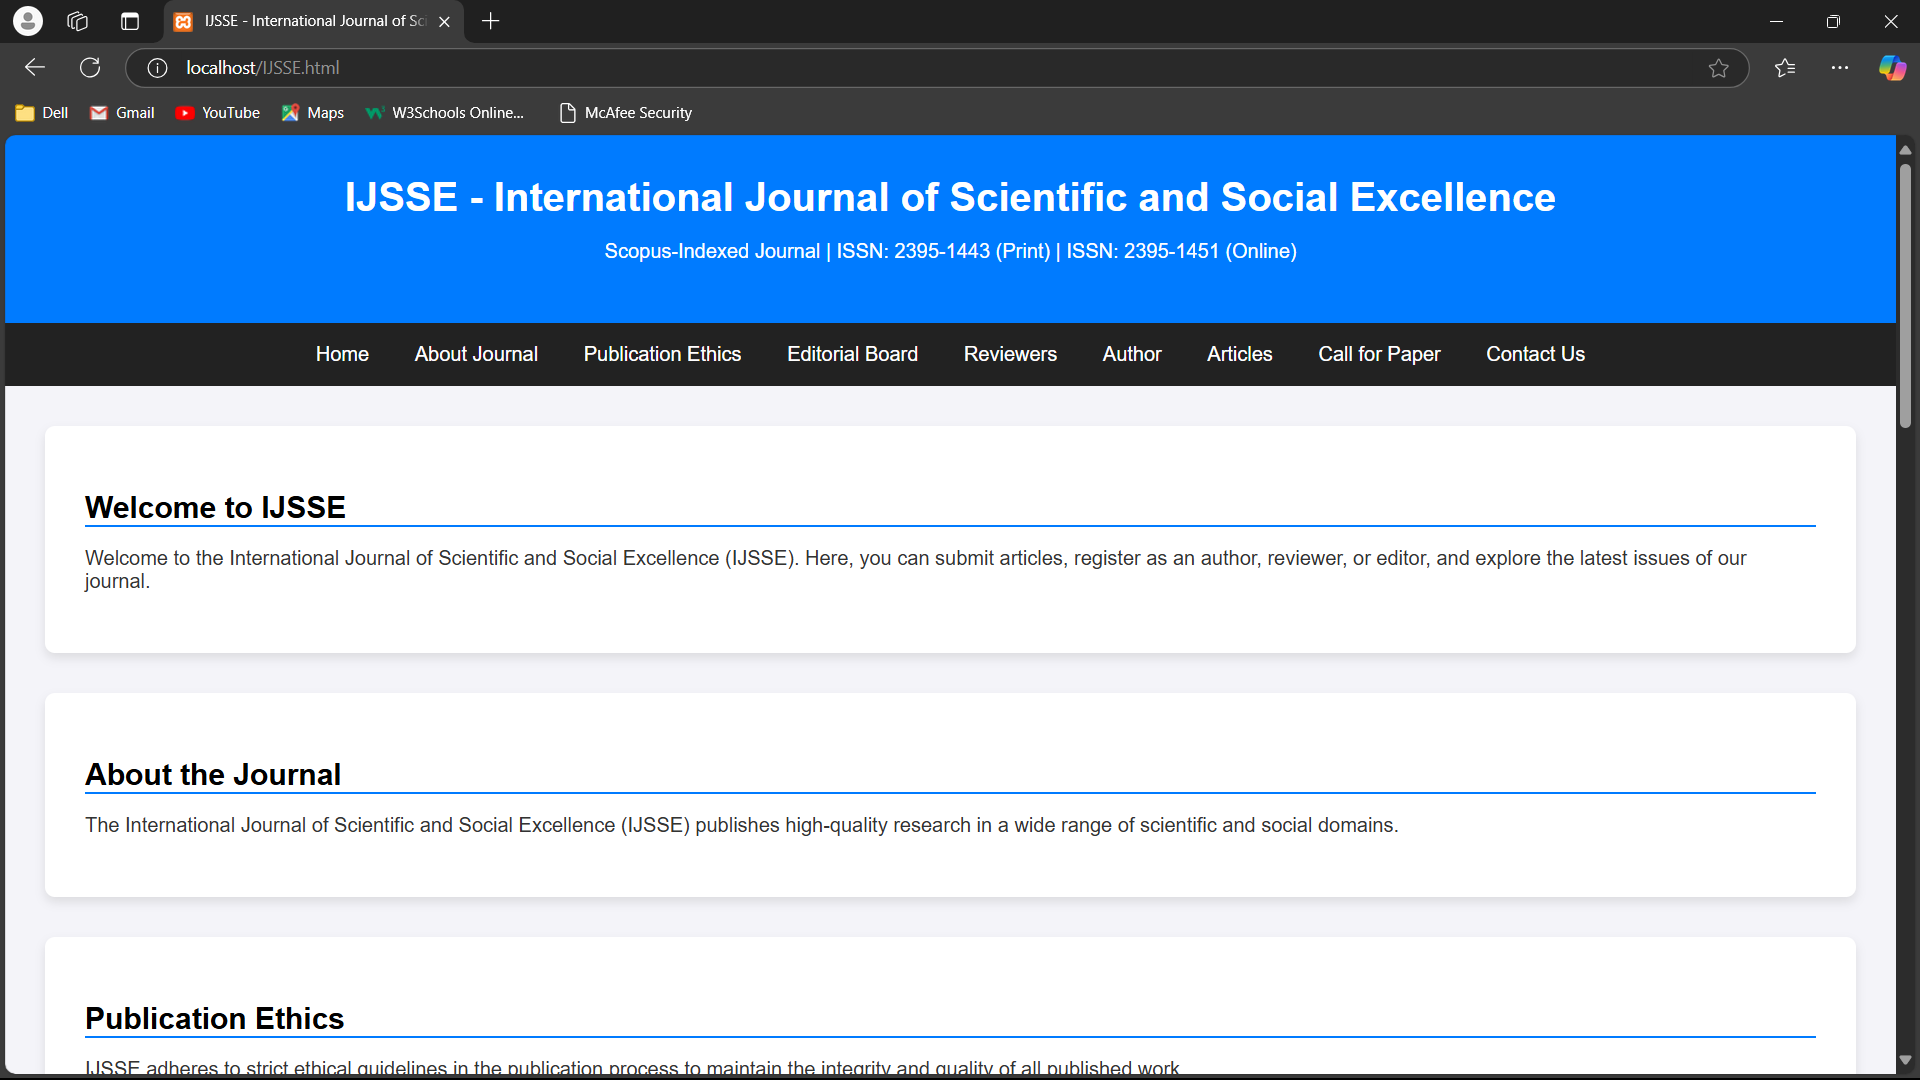 IJSSE - International Journal of Sci
localhost/IJSSE.html
Dell Gmail YouTube Maps W3Schools Online... McAfee Security
IJSSE - International Journal of Scientific and Social Excellence
Scopus-Indexed Journal | ISSN: 2395-1443 (Print) | ISSN: 2395-1451 (Online)
Home About Journal Publication Ethics Editorial Board Reviewers Author Articles Call for Paper Contact Us
Welcome to IJSSE
Welcome to the International Journal of Scientific and Social Excellence (IJSSE). Here, you can submit articles, register as an author, reviewer, or editor, and explore the latest issues of our
journal.
About the Journal
The International Journal of Scientific and Social Excellence (IJSSE) publishes high-quality research in a wide range of scientific and social domains.
Publication Ethics
IJSSE adheres to strict ethical guidelines in the publication process to maintain the integrity and quality of all published work